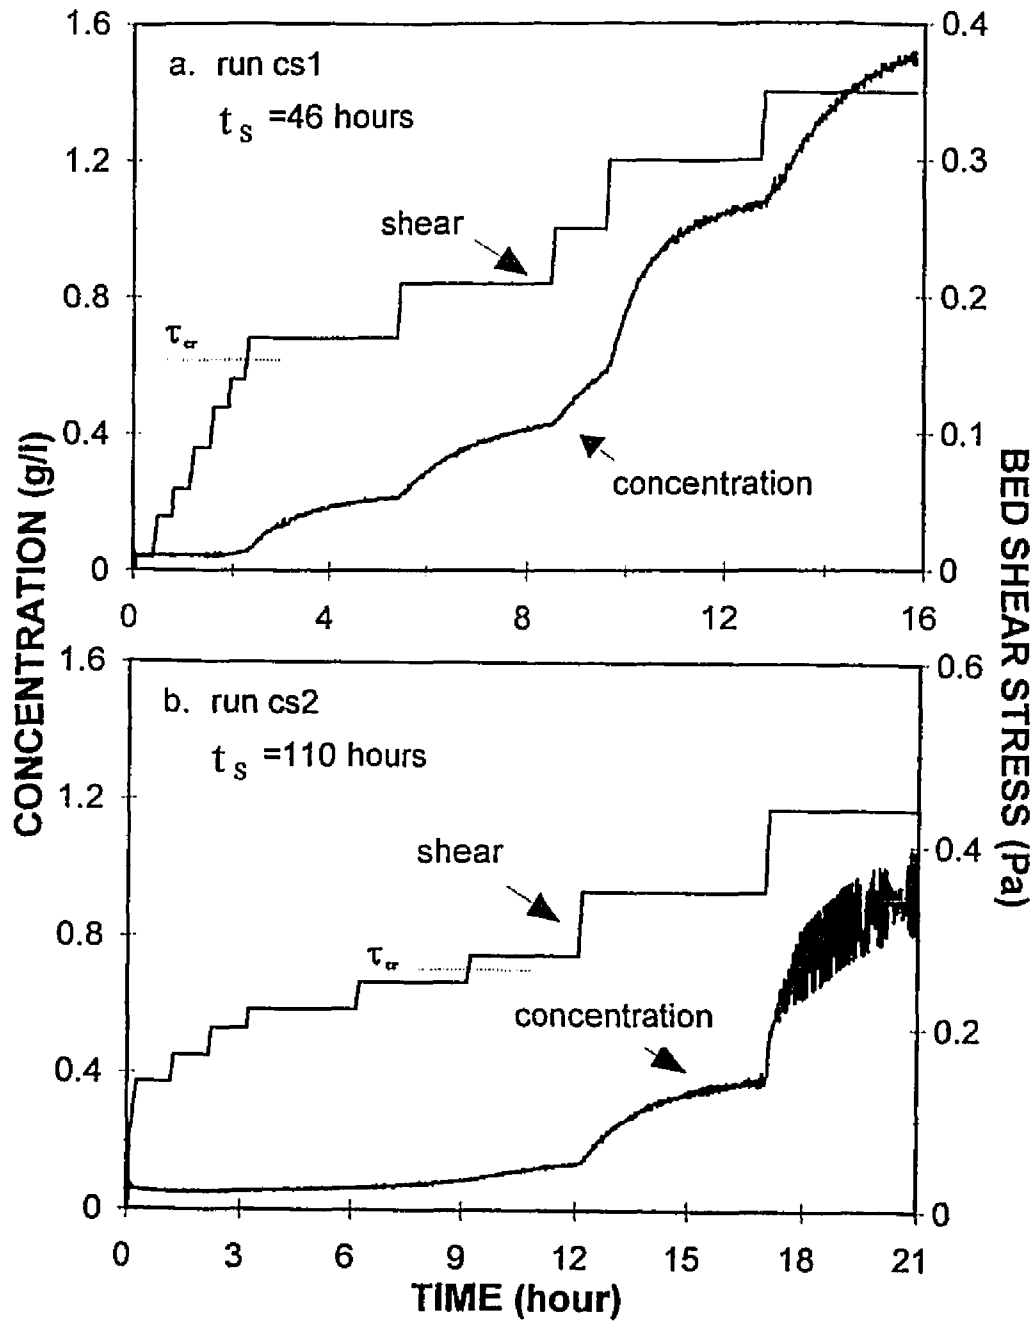 1.6
1.2
0.8
0.4
0
0.4
0.3
0.2
0.1
0
a. run cs1
t s =46 hours
shear
τcr
concentration
0 4 8 12 16
CONCENTRATION (g/l)
BED SHEAR STRESS (Pa)
1.6
1.2
0.8
0.4
0
0.6
0.4
0.2
0
b. run cs2
t s =110 hours
shear
τcr
concentration
0 3 6 9 12 15 18 21
TIME (hour)